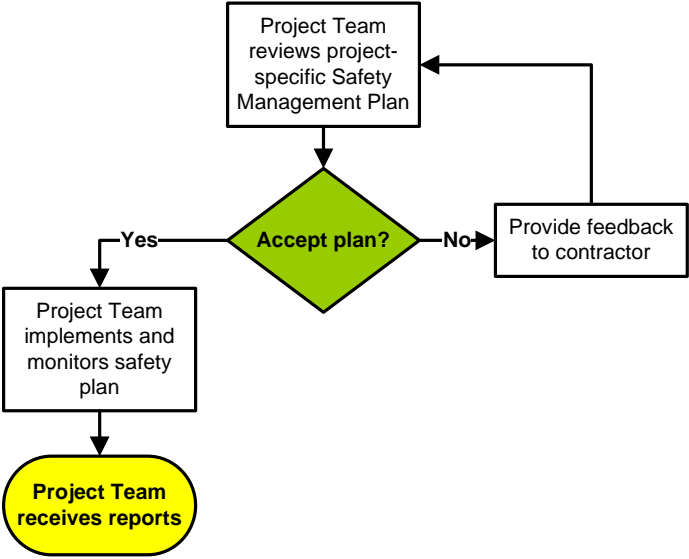 Project Team
reviews project-
specific Safety
Management Plan
Accept plan?
Yes
No
Provide feedback
to contractor
Project Team
implements and
monitors safety
plan
Project Team
receives reports